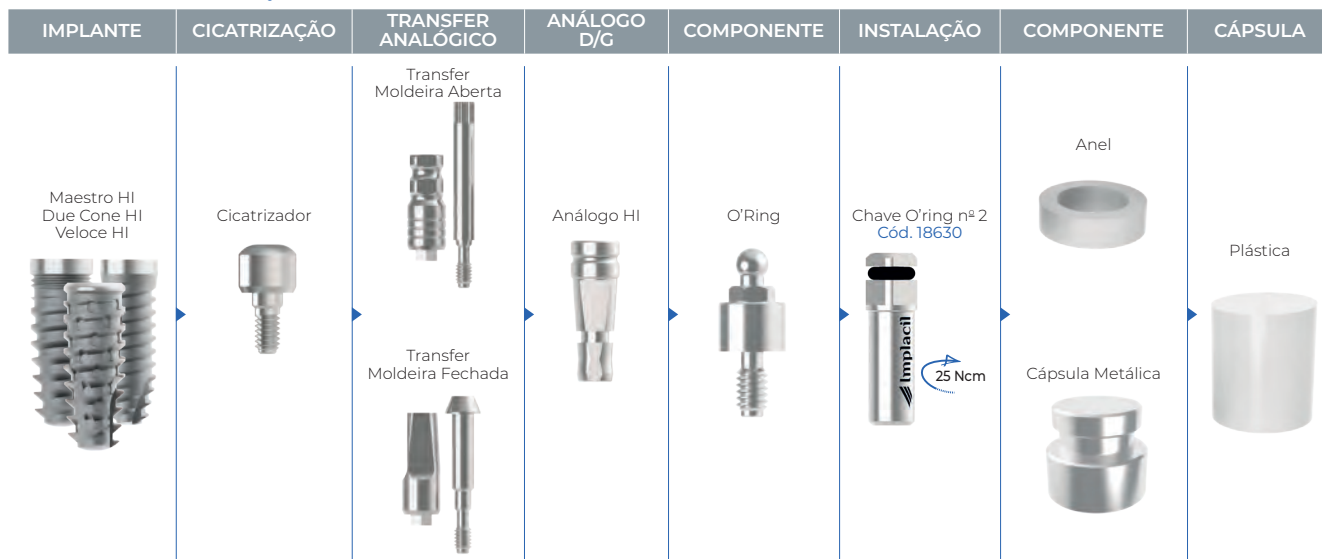 IMPLANTE
CICATRIZAÇÃO
TRANSFER
ANALÓGICO
ANÁLOGO
D/G
COMPONENTE
INSTALAÇÃO
COMPONENTE
CÁPSULA
Maestro HI
Due Cone HI
Veloce HI
Cicatrizador
Transfer
Moldeira Aberta
Transfer
Moldeira Fechada
Análogo HI
O’Ring
Chave O’ring nº 2
Cód. 18630
Implacil
25 Ncm
Anel
Cápsula Metálica
Plástica